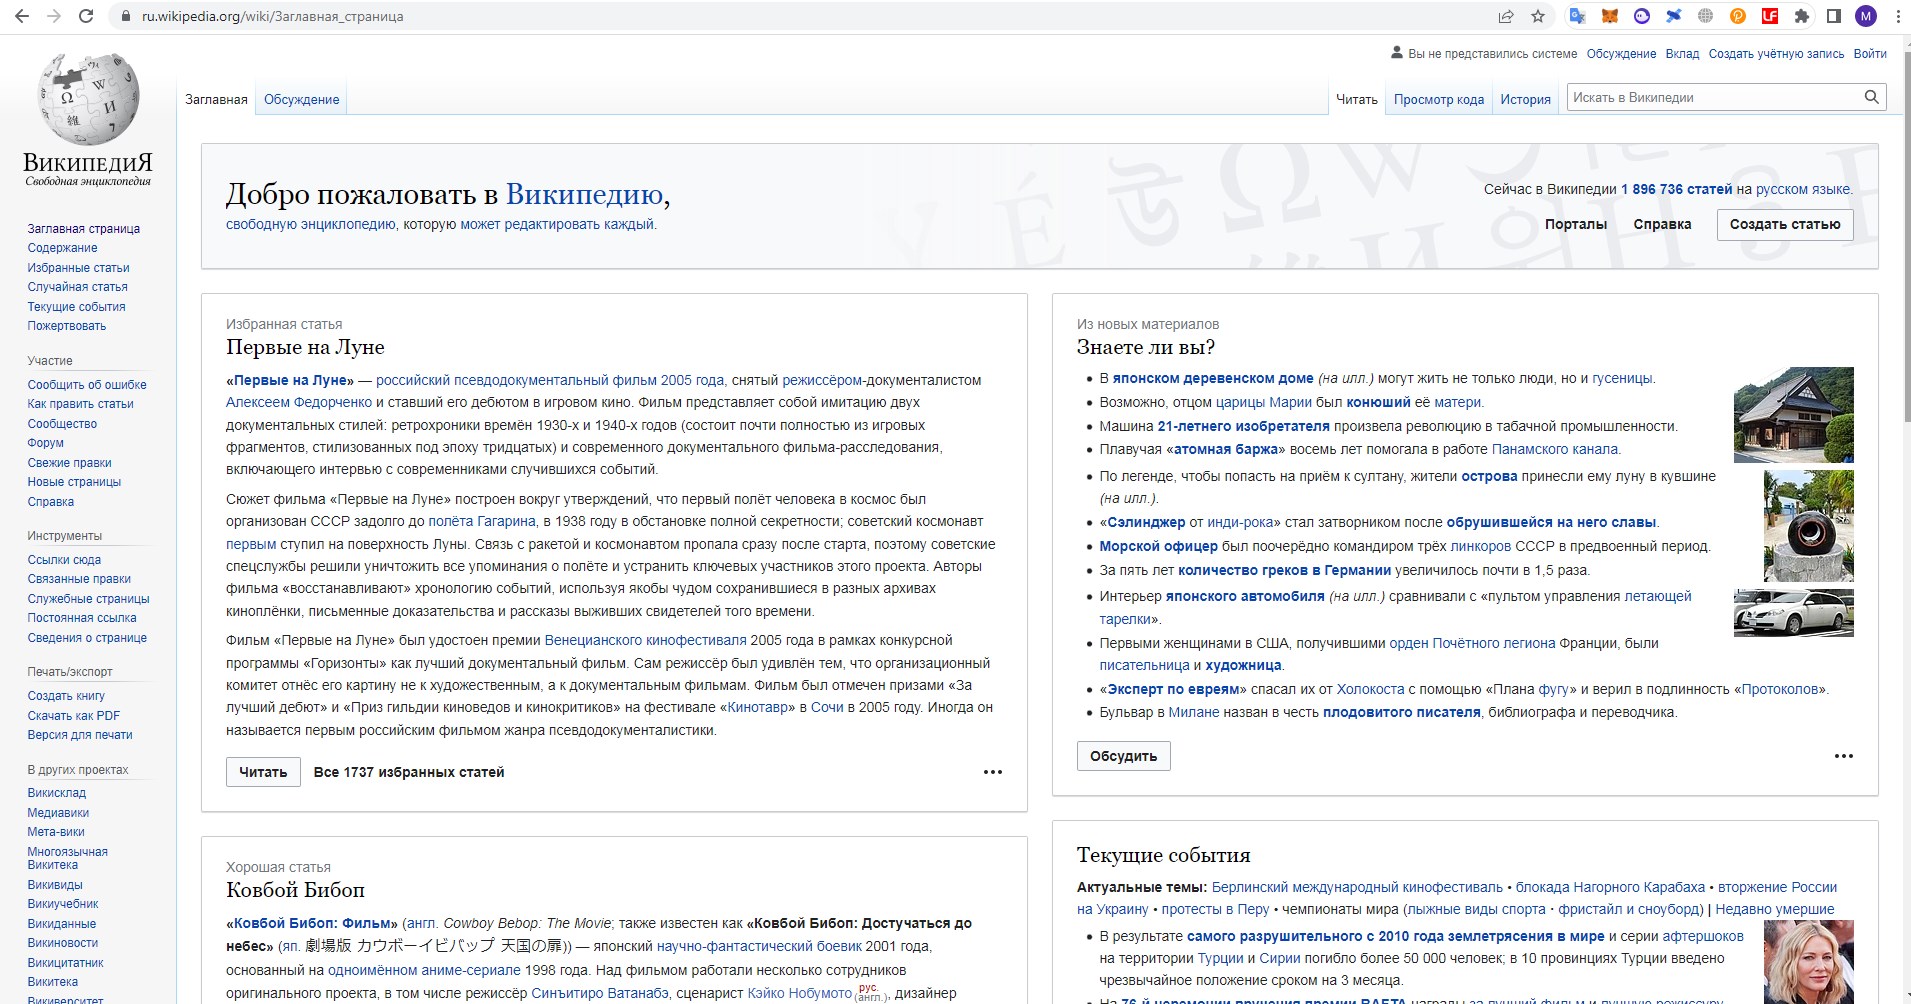 ru.wikipedia.org/wiki/Заглавная_страница
ВикипедиЯ
Свободная энциклопедия
Вы не представились системе Обсуждение Вклад Создать учётную запись Войти
Заглавная Обсуждение
Читать Просмотр кода История Искать в Википедии
Заглавная страница
Содержание
Избранные статьи
Случайная статья
Текущие события
Пожертвовать
Участие
Сообщить об ошибке
Как править статьи
Сообщество
Форум
Свежие правки
Новые страницы
Справка
Инструменты
Ссылки сюда
Связанные правки
Служебные страницы
Постоянная ссылка
Сведения о странице
Печать/экспорт
Создать книгу
Скачать как PDF
Версия для печати
В других проектах
Викисклад
Медиавики
Мета-вики
Многоязычная
Викитека
Викивиды
Викиучебник
Викиданные
Викиновости
Викицитатник
Викитека
Викиверситет
Добро пожаловать в Википедию,
свободную энциклопедию, которую может редактировать каждый.
Сейчас в Википедии 1 896 736 статей на русском языке.
Порталы Справка Создать статью
Избранная статья
Первые на Луне
«Первые на Луне» — российский псевдодокументальный фильм 2005 года, снятый режиссёром-документалистом
Алексеем Федорченко и ставший его дебютом в игровом кино. Фильм представляет собой имитацию двух
документальных стилей: ретрохроники времён 1930-х и 1940-х годов (состоит почти полностью из игровых
фрагментов, стилизованных под эпоху тридцатых) и современного документального фильма-расследования,
включающего интервью с современниками случившихся событий.
Сюжет фильма «Первые на Луне» построен вокруг утверждений, что первый полёт человека в космос был
организован СССР задолго до полёта Гагарина, в 1938 году в обстановке полной секретности; советский космонавт
первым ступил на поверхность Луны. Связь с ракетой и космонавтом пропала сразу после старта, поэтому советские
спецслужбы решили уничтожить все упоминания о полёте и устранить ключевых участников этого проекта. Авторы
фильма «восстанавливают» хронологию событий, используя якобы чудом сохранившиеся в разных архивах
киноплёнки, письменные доказательства и рассказы выживших свидетелей того времени.
Фильм «Первые на Луне» был удостоен премии Венецианского кинофестиваля 2005 года в рамках конкурсной
программы «Горизонты» как лучший документальный фильм. Сам режиссёр был удивлён тем, что организационный
комитет отнёс его картину не к художественным, а к документальным фильмам. Фильм был отмечен призами «За
лучший дебют» и «Приз гильдии киноведов и кинокритиков» на фестивале «Кинотавр» в Сочи в 2005 году. Иногда он
называется первым российским фильмом жанра псевдодокументалистики.
Читать Все 1737 избранных статей
Хорошая статья
Ковбой Бибоп
«Ковбой Бибоп: Фильм» (англ. Cowboy Bebop: The Movie; также известен как «Ковбой Бибоп: Достучаться до
небес» (яп. 劇場版 カウボーイビバップ 天国の扉)) — японский научно-фантастический боевик 2001 года,
основанный на одноимённом аниме-сериале 1998 года. Над фильмом работали несколько сотрудников
оригинального проекта, в том числе режиссёр Синъитиро Ватанабэ, сценарист Кэйко Нобумото рус. (англ.), дизайнер
Из новых материалов
Знаете ли вы?
• В японском деревенском доме (на илл.) могут жить не только люди, но и гусеницы.
• Возможно, отцом царицы Марии был конюший её матери.
• Машина 21-летнего изобретателя произвела революцию в табачной промышленности.
• Плавучая «атомная баржа» восемь лет помогала в работе Панамского канала.
• По легенде, чтобы попасть на приём к султану, жители острова принесли ему луну в кувшине
(на илл.).
• «Сэлинджер от инди-рока» стал затворником после обрушившейся на него славы.
• Морской офицер был поочерёдно командиром трёх линкоров СССР в предвоенный период.
• За пять лет количество греков в Германии увеличилось почти в 1,5 раза.
• Интерьер японского автомобиля (на илл.) сравнивали с «пультом управления летающей
тарелки».
• Первыми женщинами в США, получившими орден Почётного легиона Франции, были
писательница и художница.
• «Эксперт по евреям» спасал их от Холокоста с помощью «Плана фугу» и верил в подлинность «Протоколов».
• Бульвар в Милане назван в честь плодовитого писателя, библиографа и переводчика.
Обсудить
Текущие события
Актуальные темы: Берлинский международный кинофестиваль • блокада Нагорного Карабаха • вторжение России
на Украину • протесты в Перу • чемпионаты мира (лыжные виды спорта · фристайл и сноуборд) | Недавно умершие
• В результате самого разрушительного с 2010 года землетрясения в мире и серии афтершоков
на территории Турции и Сирии погибло более 50 000 человек; в 10 провинциях Турции введено
чрезвычайное положение сроком на 3 месяца.
• На 76-й церемонии вручения премии BAFTA награды за лучший фильм и лучшую режиссуру